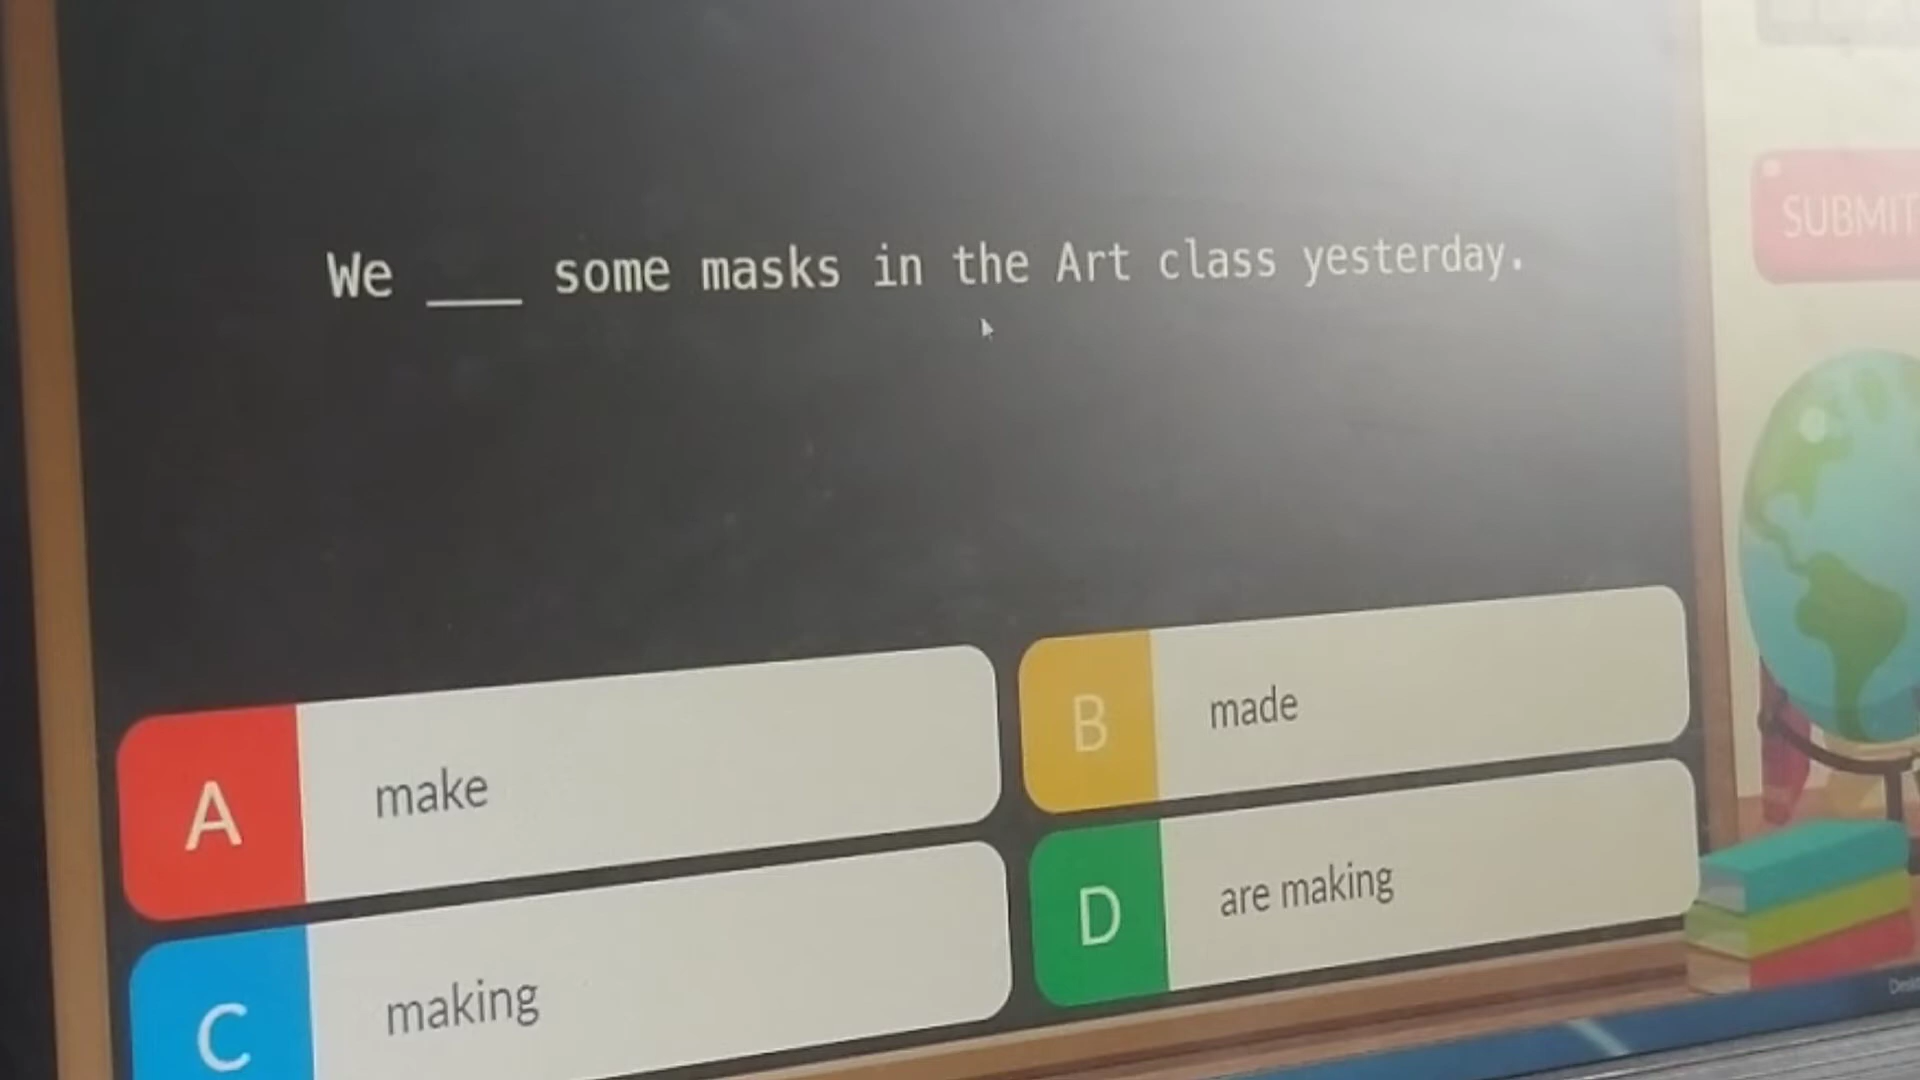 We ___ some masks in the Art class yesterday.
SUBMIT
A make
B made
C making
D are making